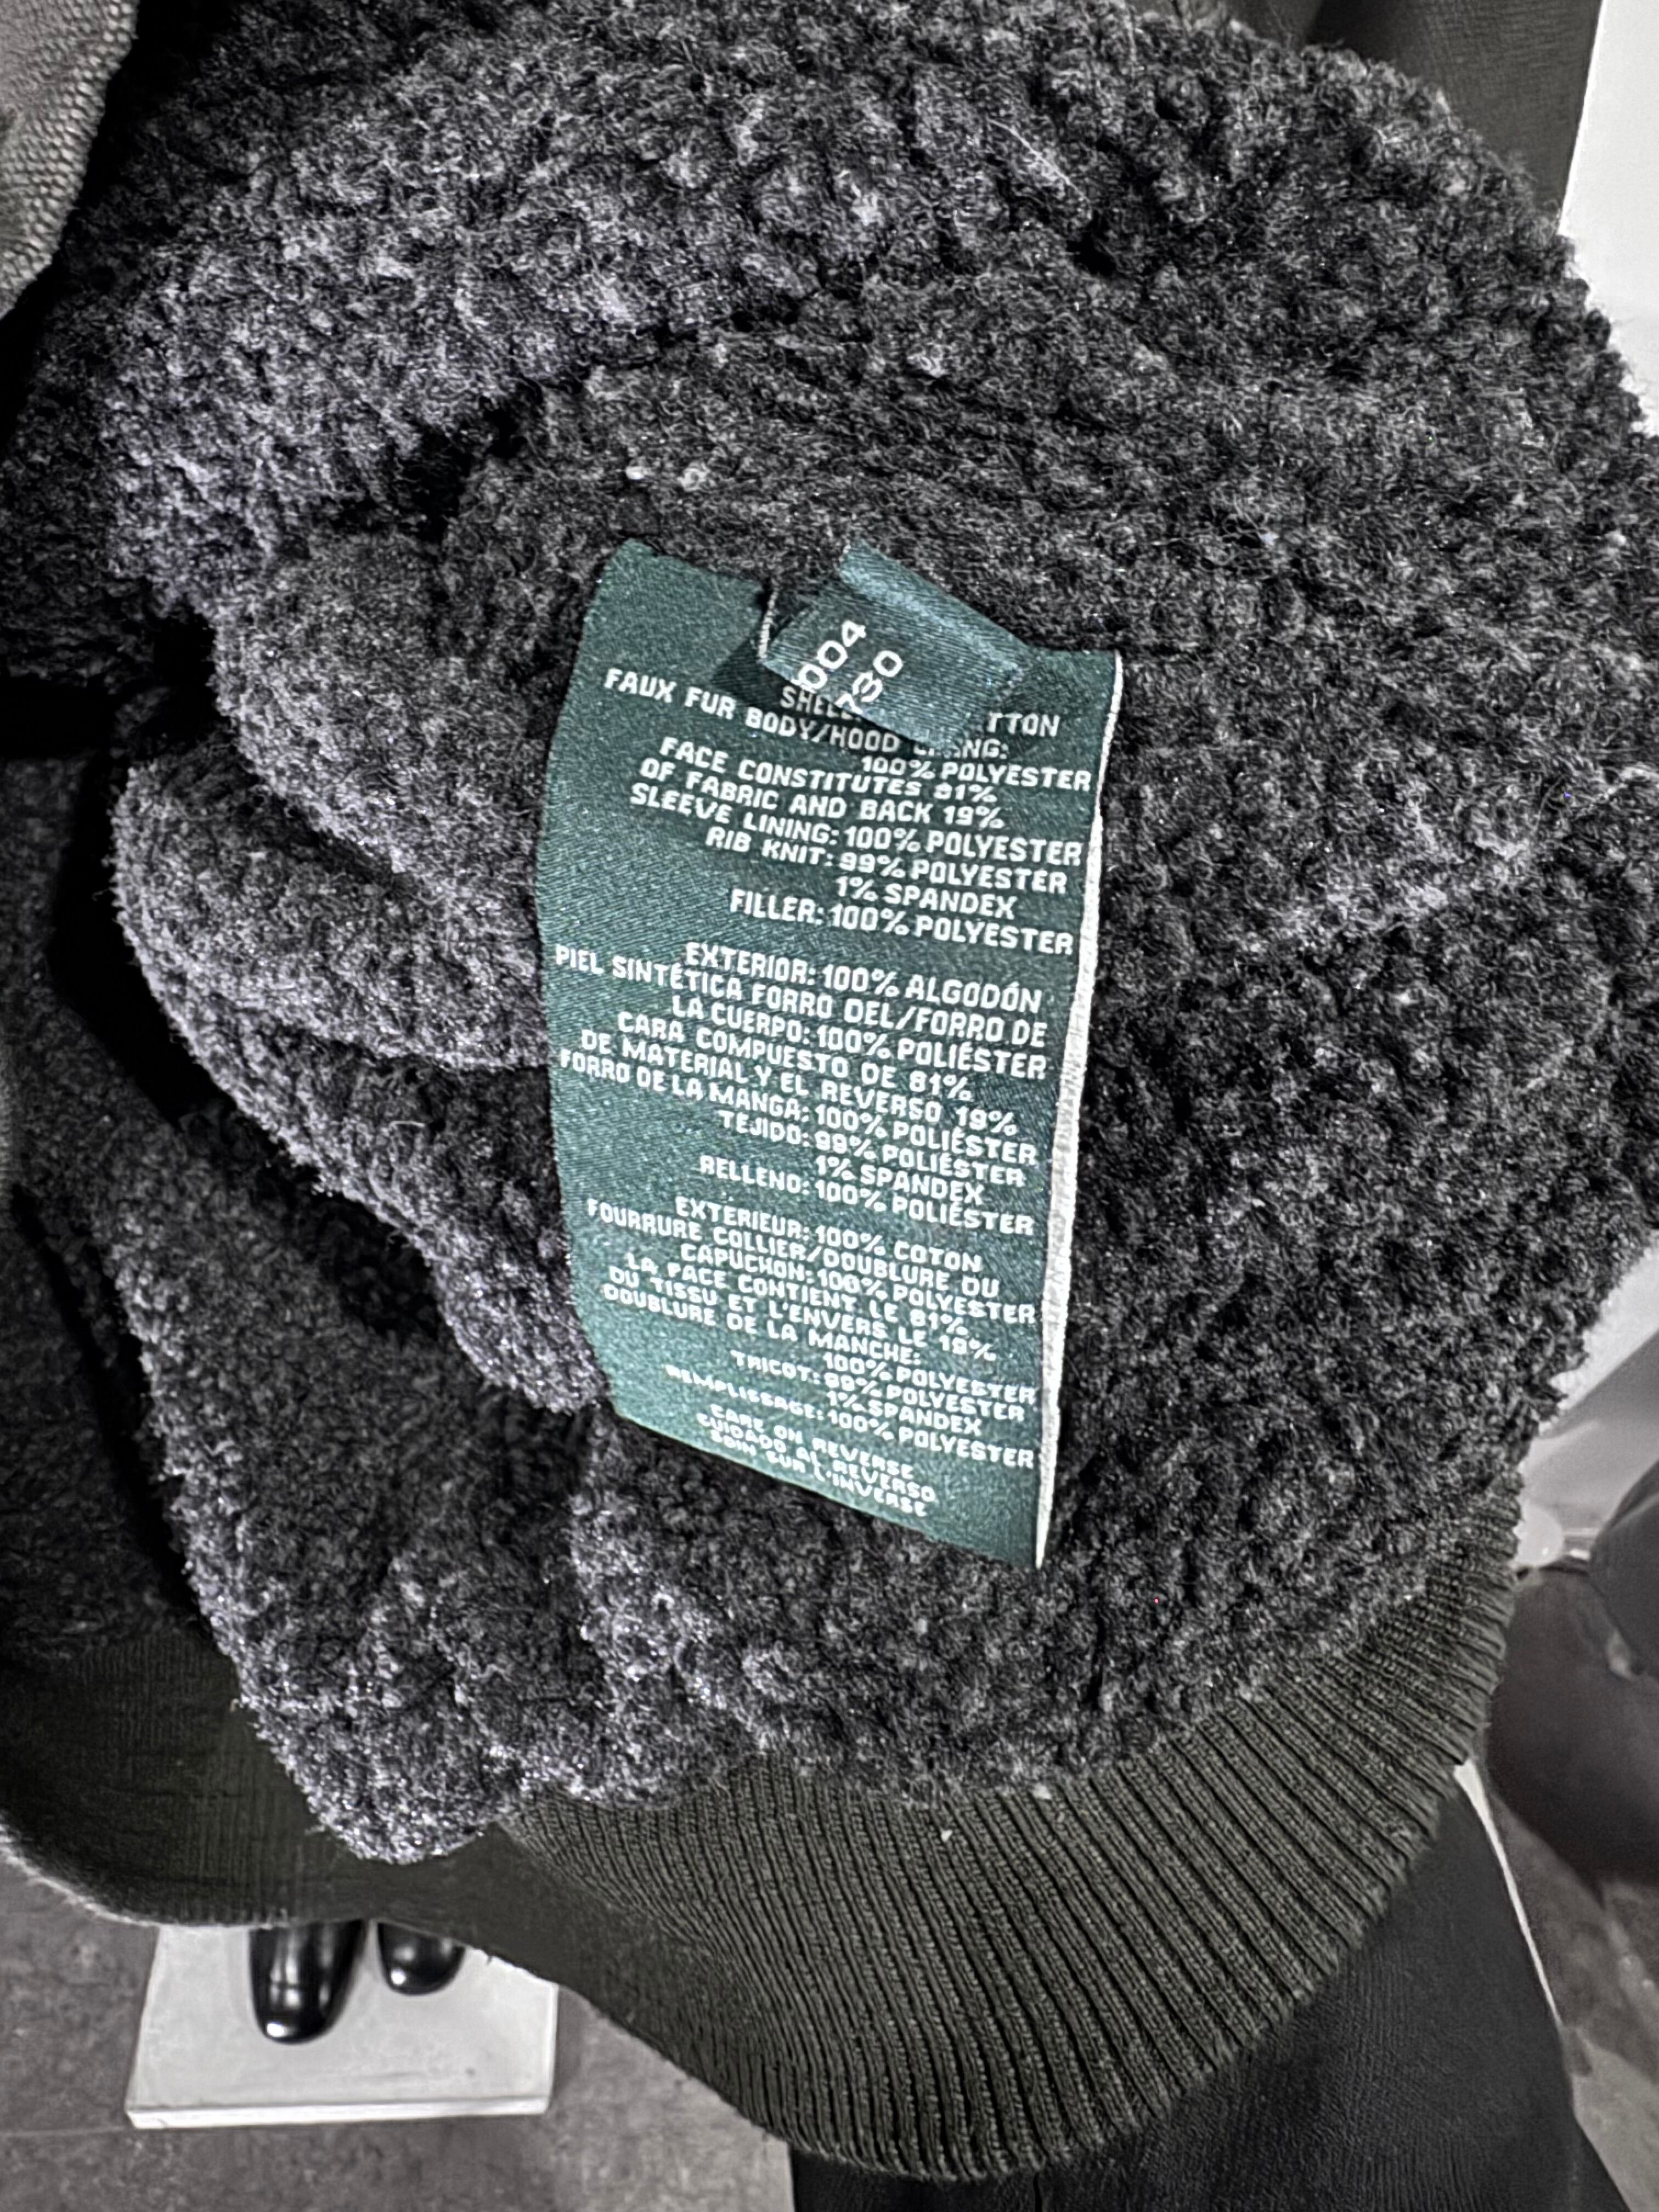 004
730
FAUX FUR BODY/HOOD
100% POLYESTER
FACE CONSTITUTES 81%
OF FABRIC AND BACK 19%
SLEEVE LINING: 100% POLYESTER
RIB KNIT: 99% POLYESTER
1% SPANDEX
FILLER: 100% POLYESTER
EXTERIOR: 100% ALGODÓN
PIEL SINTÉTICA FORRO DEL/FORRO DE
LA CUERPO: 100% POLIÉSTER
CARA COMPUESTO DE 81%
DE MATERIAL Y EL REVERSO 19%
FORRO DE LA MANGA: 100% POLIÉSTER
TEJIDO: 99% POLIÉSTER
1% SPANDEX
RELLENO: 100% POLIÉSTER
EXTERIEUR: 100% COTON
FOURRURE COLLIER/DOUBLURE DU
CAPUCHON: 100% POLYESTER
LA FACE CONTIENT LE 81%
DU TISSU ET L'ENVERS LE 19%
DOUBLURE DE LA MANCHE:
100% POLYESTER
TRICOT: 99% POLYESTER
1% SPANDEX
REMPLISSAGE: 100% POLYESTER
CARE ON REVERSE
CUIDADO AL REVERSO
SOIN SUR L'INVERSE